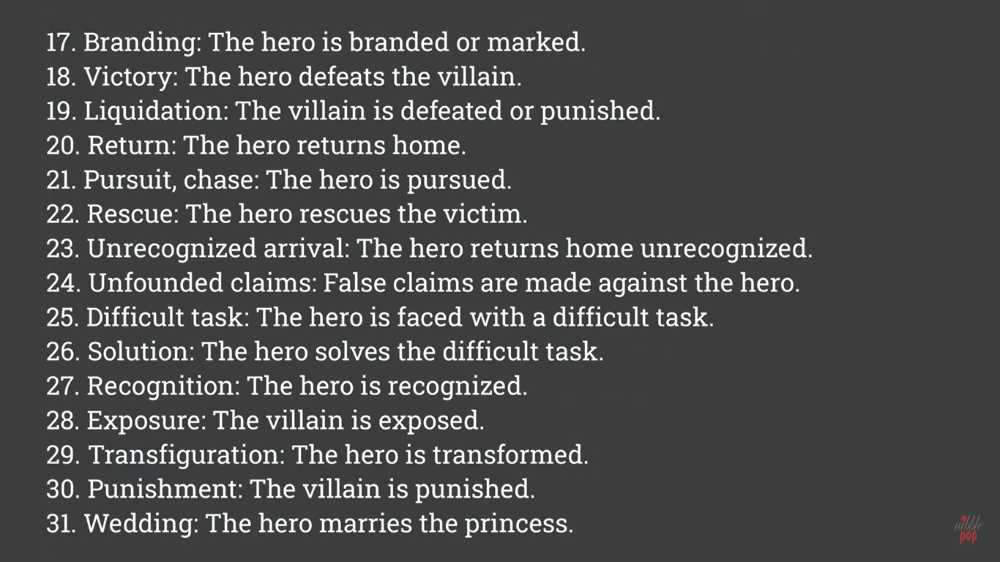 17. Branding: The hero is branded or marked.
18. Victory: The hero defeats the villain.
19. Liquidation: The villain is defeated or punished.
20. Return: The hero returns home.
21. Pursuit, chase: The hero is pursued.
22. Rescue: The hero rescues the victim.
23. Unrecognized arrival: The hero returns home unrecognized.
24. Unfounded claims: False claims are made against the hero.
25. Difficult task: The hero is faced with a difficult task.
26. Solution: The hero solves the difficult task.
27. Recognition: The hero is recognized.
28. Exposure: The villain is exposed.
29. Transfiguration: The hero is transformed.
30. Punishment: The villain is punished.
31. Wedding: The hero marries the princess.
nibble
pop